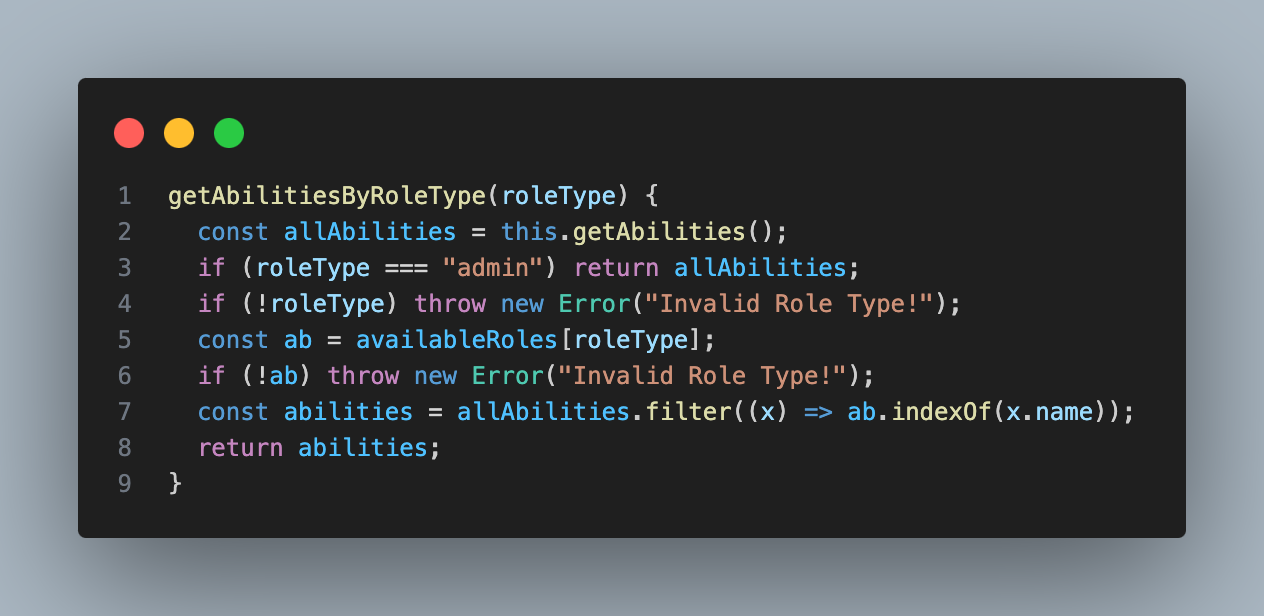 1 getAbilitiesByRoleType(roleType) {
2   const allAbilities = this.getAbilities();
3   if (roleType === "admin") return allAbilities;
4   if (!roleType) throw new Error("Invalid Role Type!");
5   const ab = availableRoles[roleType];
6   if (!ab) throw new Error("Invalid Role Type!");
7   const abilities = allAbilities.filter((x) => ab.indexOf(x.name));
8   return abilities;
9 }